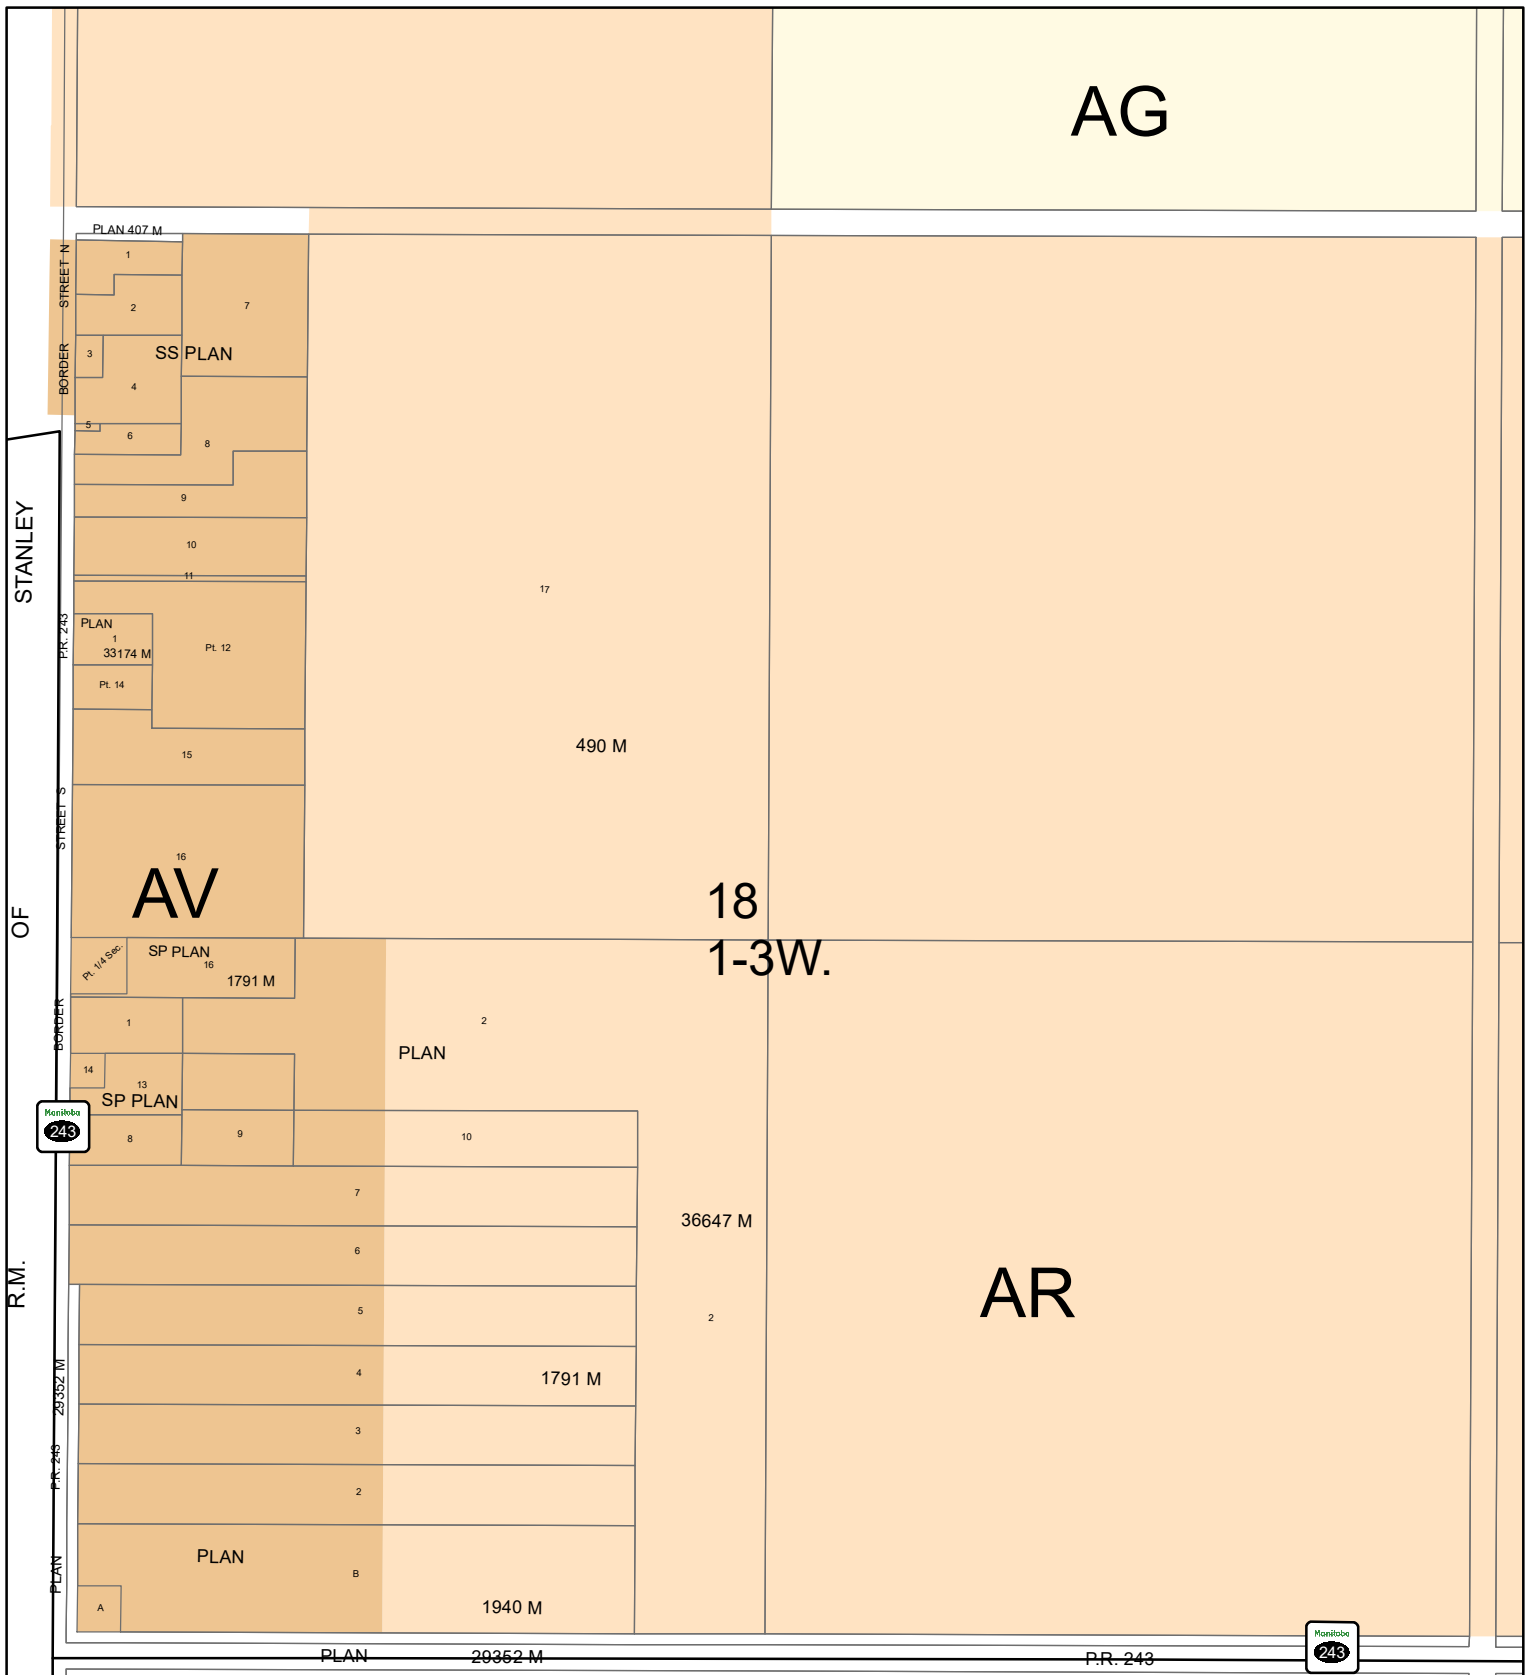 AG
PLAN 407 M
1
STREET N
2
7
BORDER
3
SS PLAN
4
5
6
8
9
STANLEY
10
11
17
P.R. 243
PLAN
1
33174 M
Pt. 12
Pt. 14
490 M
15
STREET S
16
AV
18
OF
Pt. 1/4 Sec.
SP PLAN
16
1791 M
1-3W.
BORDER
1
2
PLAN
14
13
SP PLAN
Manitoba
243
8
9
10
7
36647 M
6
R.M.
AR
5
2
29352 M
4
1791 M
3
P.R. 243
2
PLAN
PLAN
B
A
1940 M
Manitoba
243
PLAN 29352 M
P.R. 243